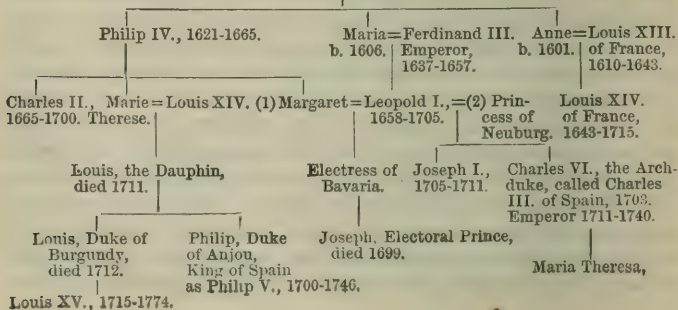 Philip IV., 1621-1665. Maria=Ferdinand III. Anne=Louis XIII.
b. 1606. Emperor, b. 1601. of France,
1637-1657. 1610-1643.
Charles II., Marie=Louis XIV. (1) Margaret=Leopold I.,=(2) Prin- Louis XIV.
1665-1700. Therese. 1658-1705. cess of of France,
Neuburg. 1643-1715.
Louis, the Dauphin, Electress of Joseph I., Charles VI., the Arch-
died 1711. Bavaria. 1705-1711. duke, called Charles
III. of Spain, 1703.
Emperor 1711-1740.
Louis, Duke of Philip, Duke Joseph, Electoral Prince,
Burgundy, of Anjou, died 1699.
died 1712. King of Spain Maria Theresa,
as Philip V., 1700-1746.
Louis XV., 1715-1774.